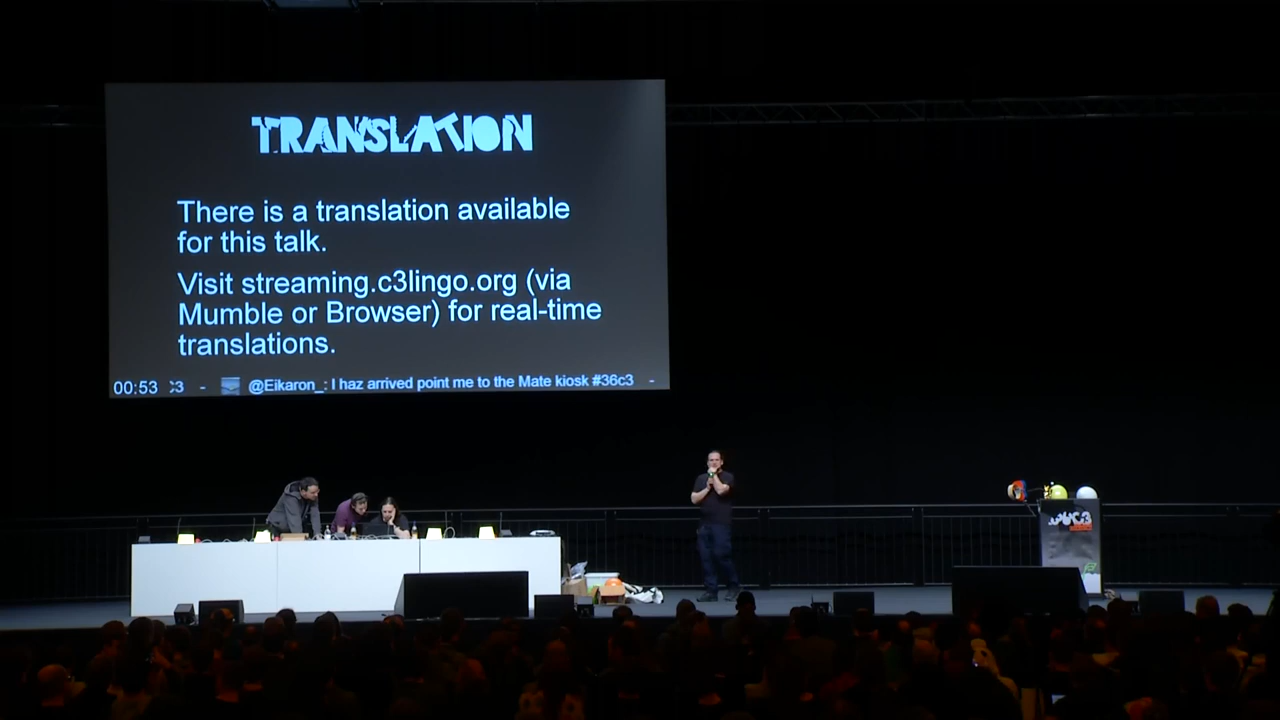 TRANSLATION
There is a translation available
for this talk.
Visit streaming.c3lingo.org (via
Mumble or Browser) for real-time
translations.
00:53 C3 - @Eikaron_: I haz arrived point me to the Mate kiosk #36c3 -